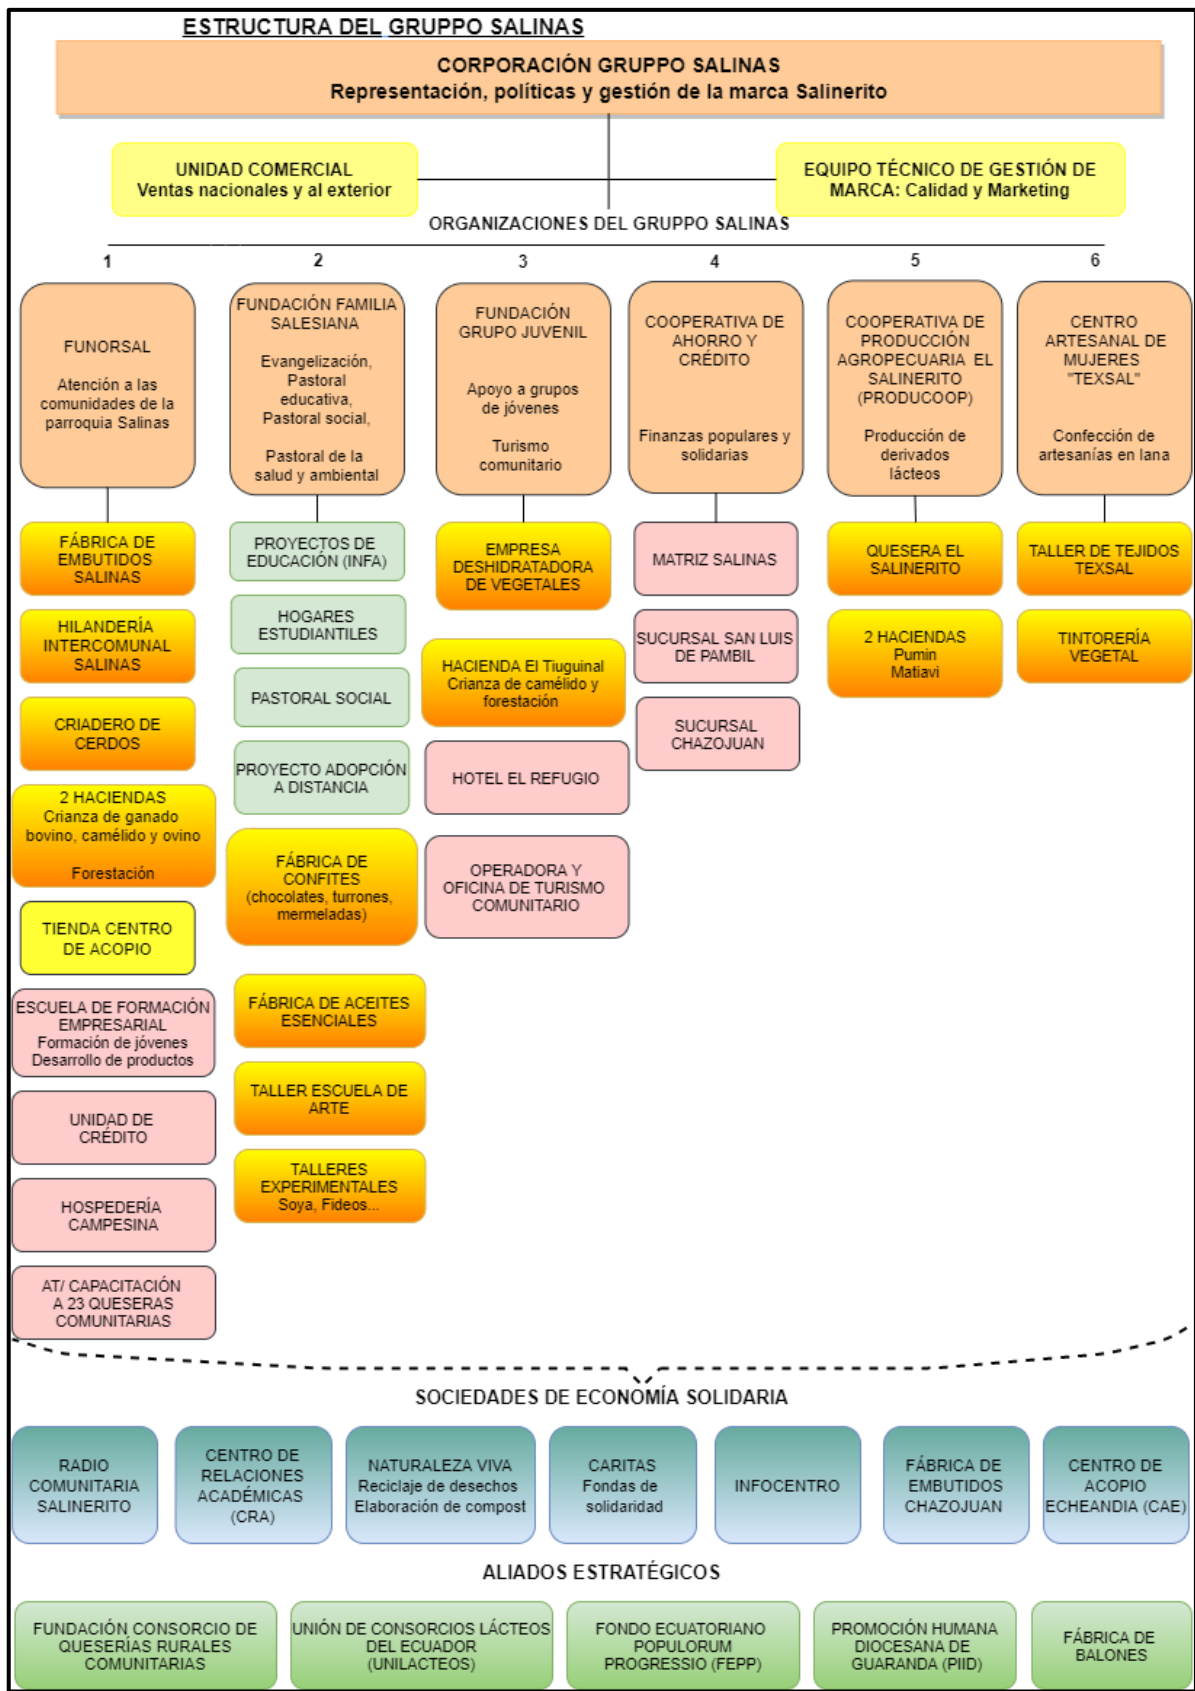 ESTRUCTURA DEL GRUPPO SALINAS
CORPORACIÓN GRUPPO SALINAS
Representación, políticas y gestión de la marca Salinerito
UNIDAD COMERCIAL
Ventas nacionales y al exterior
EQUIPO TÉCNICO DE GESTIÓN DE
MARCA: Calidad y Marketing
ORGANIZACIONES DEL GRUPPO SALINAS
1
2
3
4
5
6
FUNORSAL
Atención a las
comunidades de la
parroquia Salinas
FUNDACIÓN FAMILIA
SALESIANA
Evangelización,
Pastoral
educativa,
Pastoral social,
Pastoral de la
salud y ambiental
FUNDACIÓN
GRUPO JUVENIL
Apoyo a grupos
de jóvenes
Turismo
comunitario
COOPERATIVA DE
AHORRO Y
CRÉDITO
Finanzas populares y
solidarias
COOPERATIVA DE
PRODUCCIÓN
AGROPECUARIA EL
SALINERITO
(PRODUCOOP)
Producción de
derivados
lácteos
CENTRO
ARTESANAL DE
MUJERES
"TEXSAL"
Confección de
artesanías en lana
FÁBRICA DE
EMBUTIDOS
SALINAS
HILANDERÍA
INTERCOMUNAL
SALINAS
CRIADERO DE
CERDOS
2 HACIENDAS
Crianza de ganado
bovino, camélido y ovino
Forestación
TIENDA CENTRO
DE ACOPIO
ESCUELA DE FORMACIÓN
EMPRESARIAL
Formación de jóvenes
Desarrollo de productos
UNIDAD DE
CRÉDITO
HOSPEDERÍA
CAMPESINA
AT/ CAPACITACIÓN
A 23 QUESERAS
COMUNITARIAS
PROYECTOS DE
EDUCACIÓN (INFA)
HOGARES
ESTUDIANTILES
PASTORAL SOCIAL
PROYECTO ADOPCIÓN
A DISTANCIA
FÁBRICA DE
CONFITES
(chocolates, turrones,
mermeladas)
FÁBRICA DE ACEITES
ESENCIALES
TALLER ESCUELA DE
ARTE
TALLERES
EXPERIMENTALES
Soya, Fideos...
EMPRESA
DESHIDRATADORA
DE VEGETALES
HACIENDA El Tiuguinal
Crianza de camélido y
forestación
HOTEL EL REFUGIO
OPERADORA Y
OFICINA DE TURISMO
COMUNITARIO
MATRIZ SALINAS
SUCURSAL SAN LUIS
DE PAMBIL
SUCURSAL
CHAZOJUAN
QUESERA EL
SALINERITO
2 HACIENDAS
Pumin
Matiavi
TALLER DE TEJIDOS
TEXSAL
TINTORERÍA
VEGETAL
SOCIEDADES DE ECONOMÍA SOLIDARIA
RADIO
COMUNITARIA
SALINERITO
CENTRO DE
RELACIONES
ACADÉMICAS
(CRA)
NATURALEZA VIVA
Reciclaje de desechos
Elaboración de compost
CARITAS
Fondas de
solidaridad
INFOCENTRO
FÁBRICA DE
EMBUTIDOS
CHAZOJUAN
CENTRO DE
ACOPIO
ECHEANDIA (CAE)
ALIADOS ESTRATÉGICOS
FUNDACIÓN CONSORCIO DE
QUESERÍAS RURALES
COMUNITARIAS
UNIÓN DE CONSORCIOS LÁCTEOS
DEL ECUADOR
(UNILACTEOS)
FONDO ECUATORIANO
POPULORUM
PROGRESSIO (FEPP)
PROMOCIÓN HUMANA
DIOCESANA DE
GUARANDA (PIID)
FÁBRICA DE
BALONES